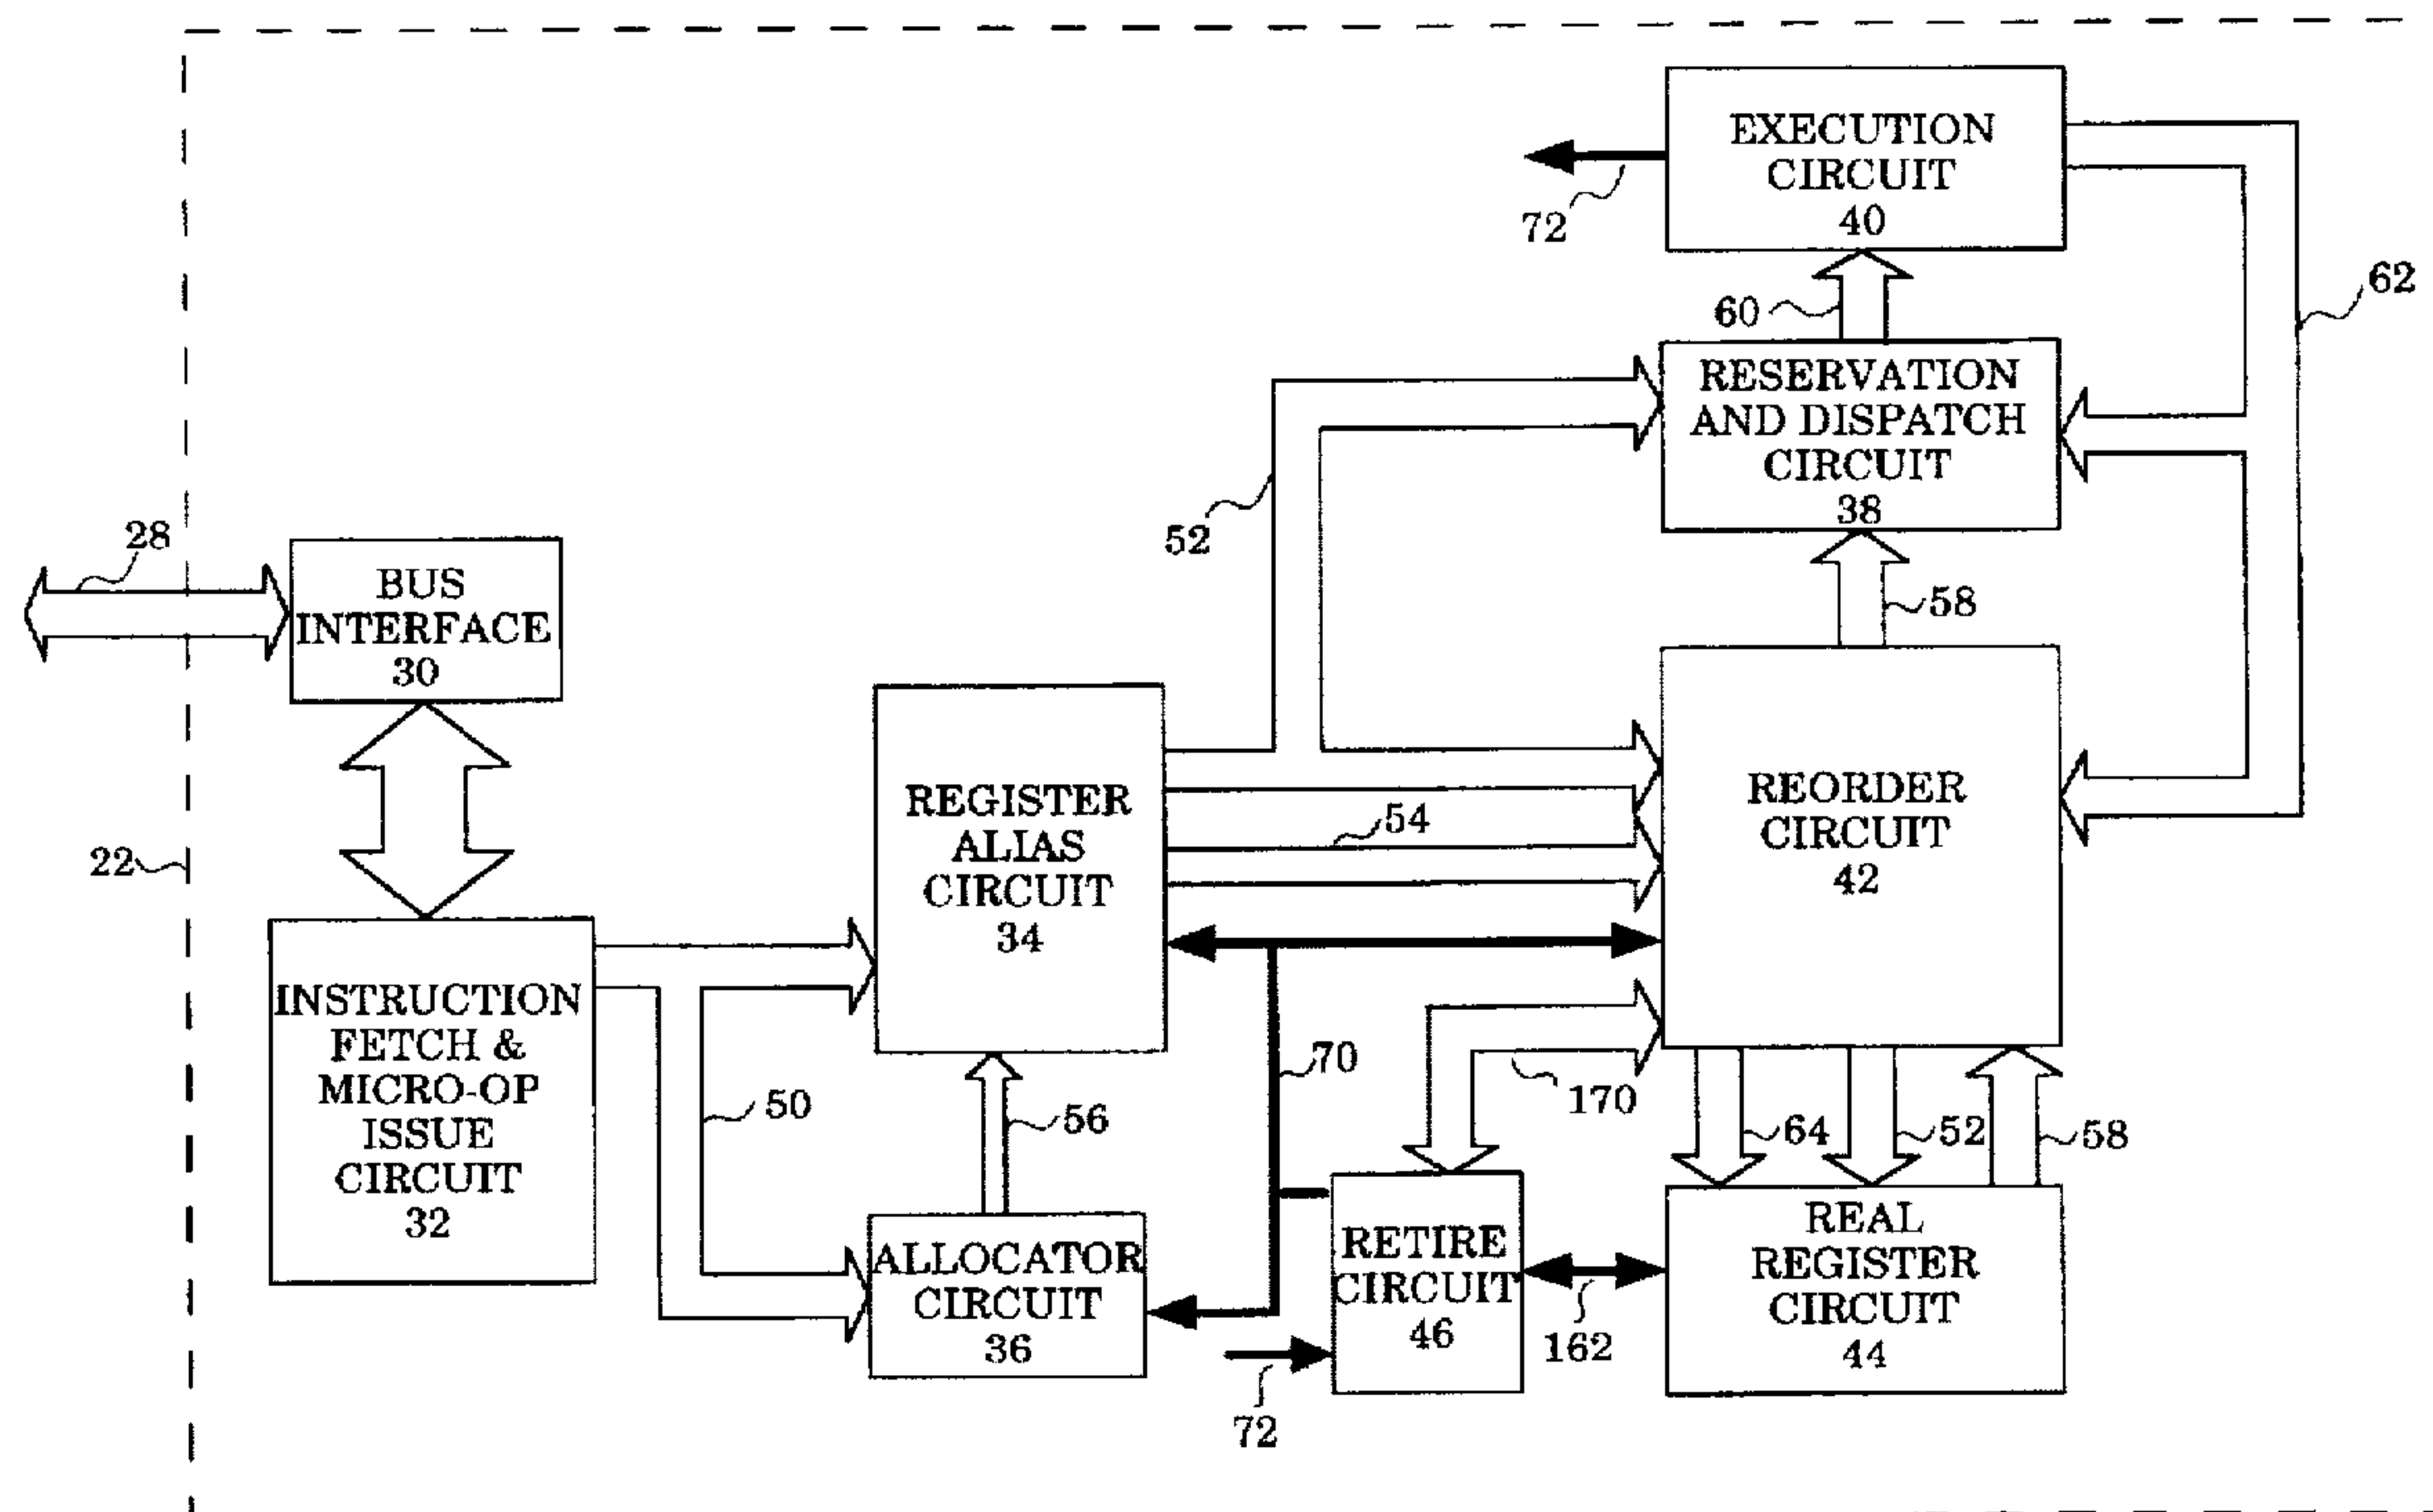 EXECUTION
CIRCUIT
40
72
62
60
RESERVATION
AND DISPATCH
CIRCUIT
38
52
28
BUS
INTERFACE
30
58
REGISTER
ALIAS
CIRCUIT
34
54
REORDER
CIRCUIT
42
22
INSTRUCTION
FETCH &
MICRO-OP
ISSUE
CIRCUIT
32
50
56
70
170
64
52
58
ALLOCATOR
CIRCUIT
36
RETIRE
CIRCUIT
46
162
REAL
REGISTER
CIRCUIT
44
72